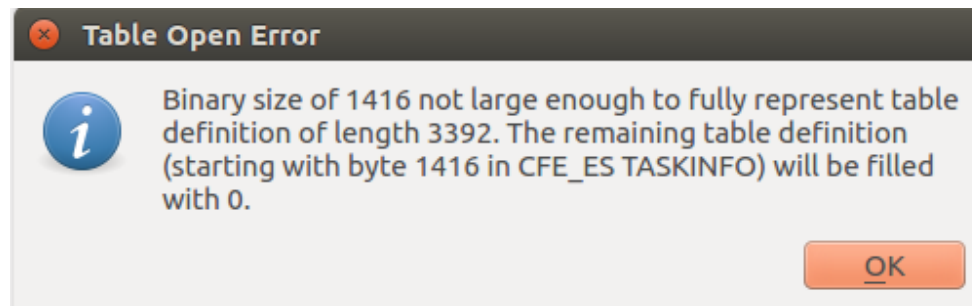 Table Open Error
Binary size of 1416 not large enough to fully represent table
definition of length 3392. The remaining table definition
(starting with byte 1416 in CFE_ES TASKINFO) will be filled
with 0.
OK